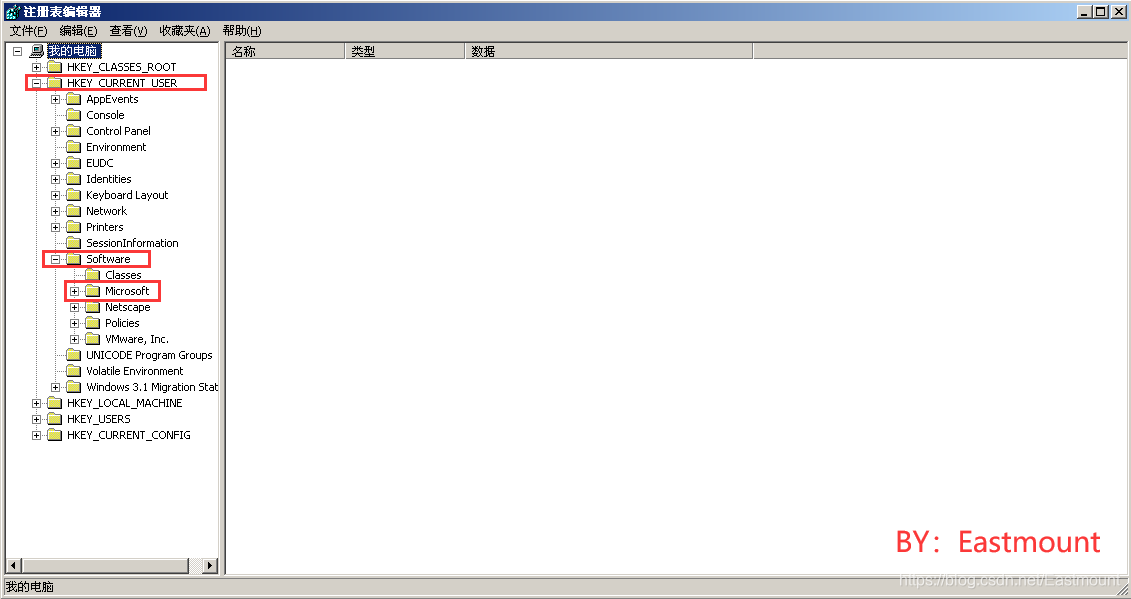 注册表编辑器
文件(F) 编辑(E) 查看(V) 收藏夹(A) 帮助(H)
我的电脑
HKEY_CLASSES_ROOT
HKEY_CURRENT_USER
AppEvents
Console
Control Panel
Environment
EUDC
Identities
Keyboard Layout
Network
Printers
SessionInformation
Software
Classes
Microsoft
Netscape
Policies
VMware, Inc.
UNICODE Program Groups
Volatile Environment
Windows 3.1 Migration Stat
HKEY_LOCAL_MACHINE
HKEY_USERS
HKEY_CURRENT_CONFIG
名称 类型 数据
BY：Eastmount
https://blog.csdn.net/Eastmount
我的电脑